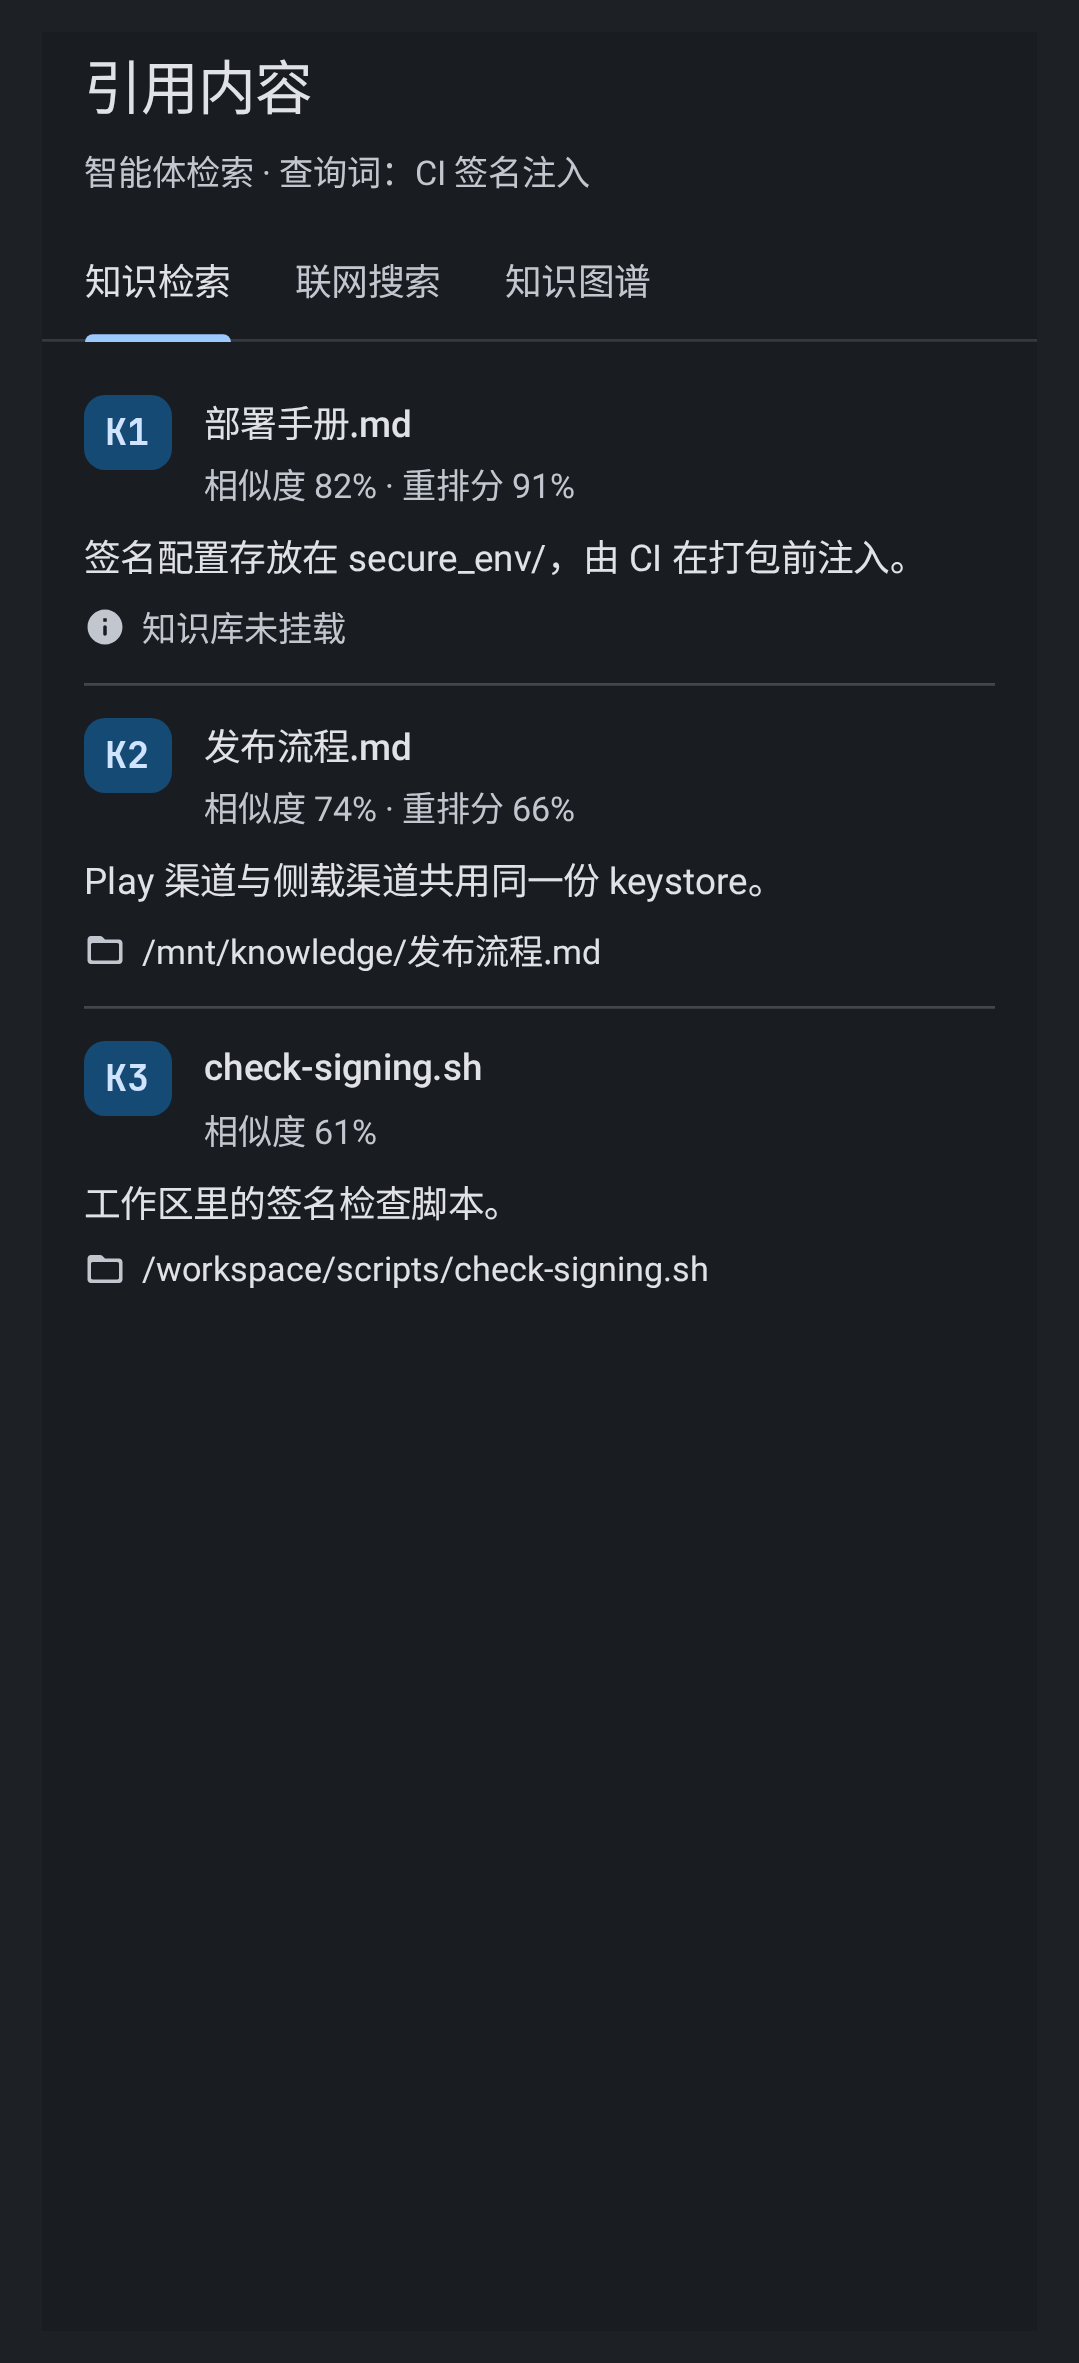 引用内容
智能体检索 · 查询词：CI 签名注入
知识检索 联网搜索 知识图谱
K1 部署手册.md
相似度 82% · 重排分 91%
签名配置存放在 secure_env/，由 CI 在打包前注入。
知识库未挂载
K2 发布流程.md
相似度 74% · 重排分 66%
Play 渠道与侧载渠道共用同一份 keystore。
/mnt/knowledge/发布流程.md
K3 check-signing.sh
相似度 61%
工作区里的签名检查脚本。
/workspace/scripts/check-signing.sh